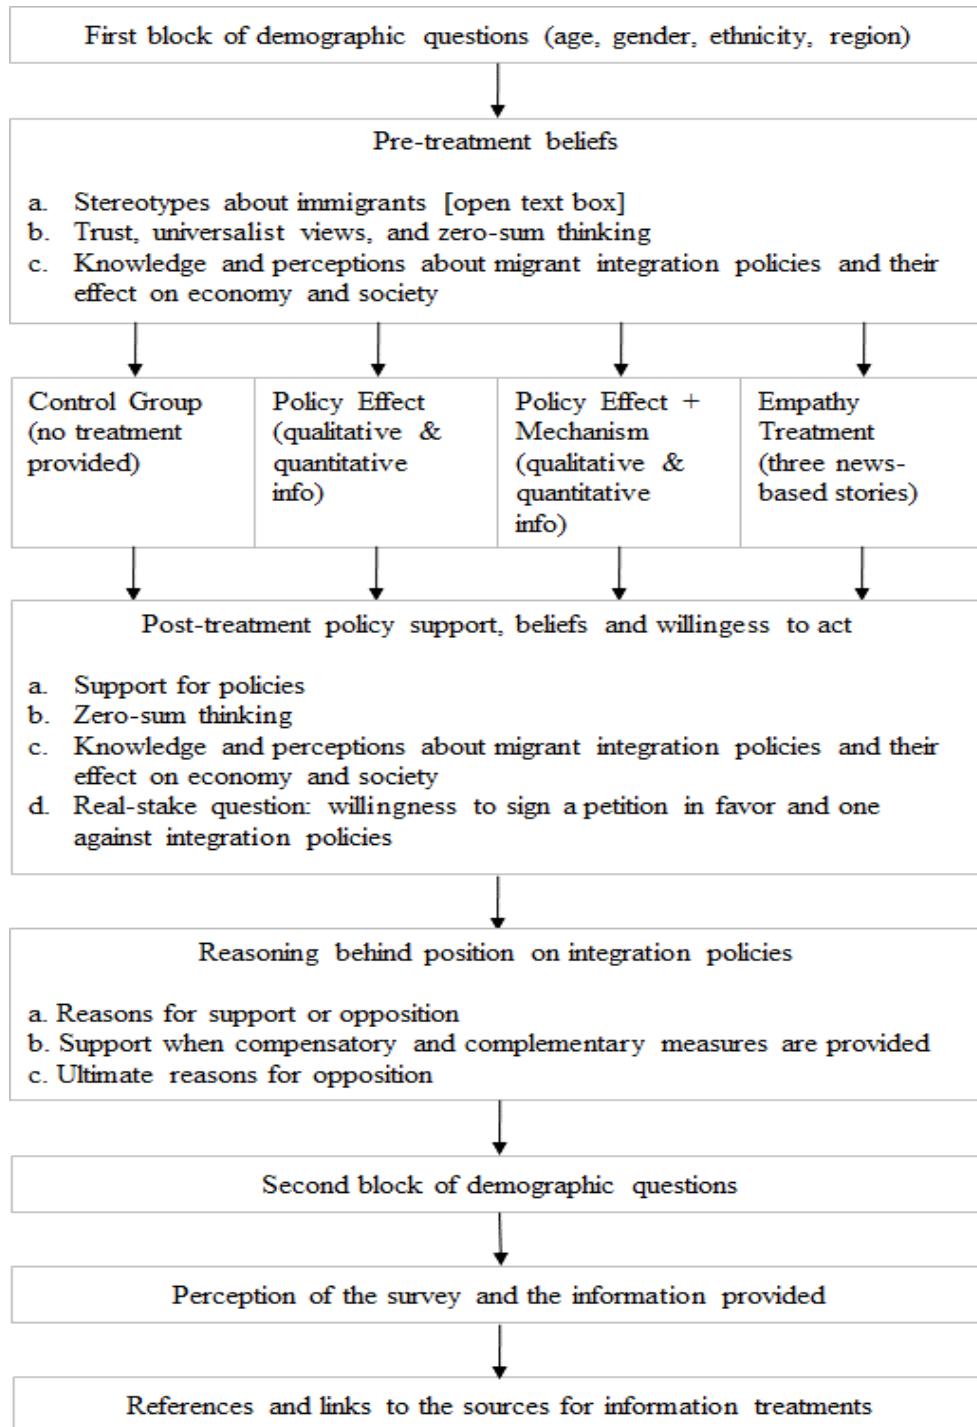 First block of demographic questions (age, gender, ethnicity, region)
Pre-treatment beliefs
a. Stereotypes about immigrants [open text box]
b. Trust, universalist views, and zero-sum thinking
c. Knowledge and perceptions about migrant integration policies and their
effect on economy and society
Control Group
(no treatment
provided)
Policy Effect
(qualitative &
quantitative
info)
Policy Effect +
Mechanism
(qualitative &
quantitative
info)
Empathy
Treatment
(three news-
based stories)
Post-treatment policy support, beliefs and willingess to act
a. Support for policies
b. Zero-sum thinking
c. Knowledge and perceptions about migrant integration policies and their
effect on economy and society
d. Real-stake question: willingness to sign a petition in favor and one
against integration policies
Reasoning behind position on integration policies
a. Reasons for support or opposition
b. Support when compensatory and complementary measures are provided
c. Ultimate reasons for opposition
Second block of demographic questions
Perception of the survey and the information provided
References and links to the sources for information treatments